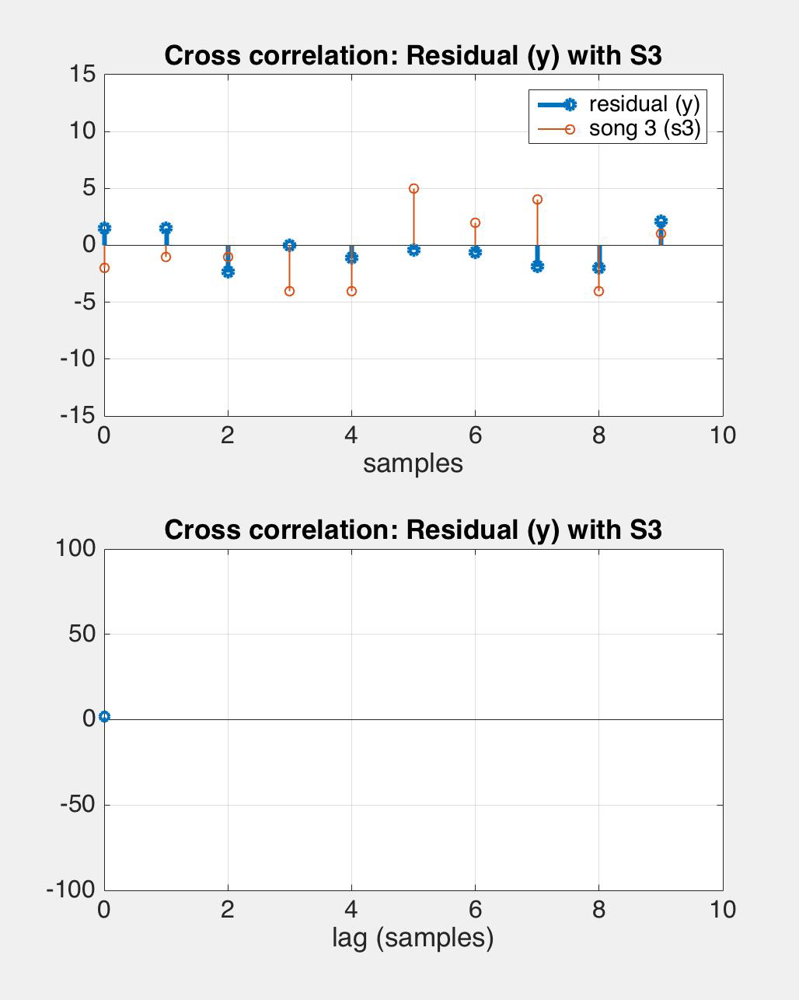 Cross correlation: Residual (y) with S3
15
10
5
0
-5
-10
-15
residual (y)
song 3 (s3)
0 2 4 6 8 10
samples
Cross correlation: Residual (y) with S3
100
50
0
-50
-100
0 2 4 6 8 10
lag (samples)